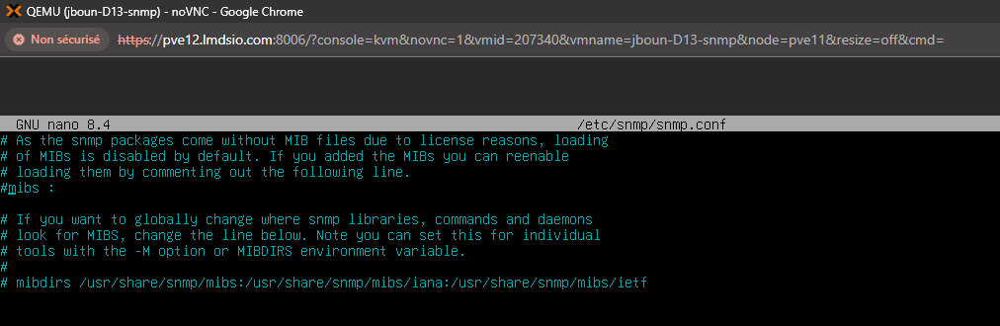 QEMU (jboun-D13-snmp) - noVNC - Google Chrome
Non sécurisé https://pve12.lmdsio.com:8006/?console=kvm&novnc=1&vmid=207340&vmname=jboun-D13-snmp&node=pve11&resize=off&cmd=
GNU nano 8.4 /etc/snmp/snmp.conf
# As the snmp packages come without MIB files due to license reasons, loading
# of MIBs is disabled by default. If you added the MIBs you can reenable
# loading them by commenting out the following line.
#mibs :
# If you want to globally change where snmp libraries, commands and daemons
# look for MIBS, change the line below. Note you can set this for individual
# tools with the -M option or MIBDIRS environment variable.
#
# mibdirs /usr/share/snmp/mibs:/usr/share/snmp/mibs/iana:/usr/share/snmp/mibs/ietf